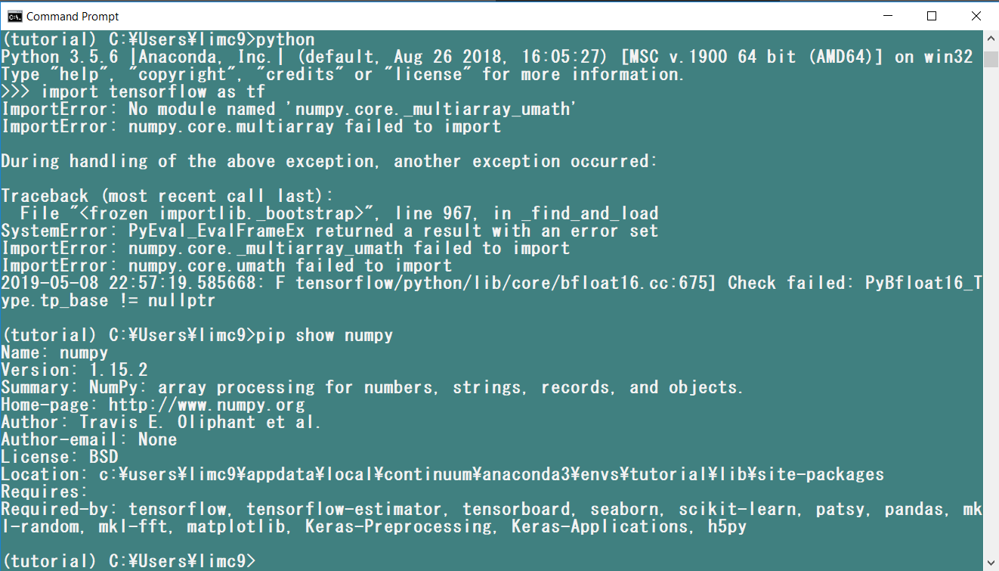 Command Prompt
(tutorial) C:¥Users¥limc9>python
Python 3.5.6 |Anaconda, Inc.| (default, Aug 26 2018, 16:05:27) [MSC v.1900 64 bit (AMD64)] on win32
Type "help", "copyright", "credits" or "license" for more information.
>>> import tensorflow as tf
ImportError: No module named 'numpy.core._multiarray_umath'
ImportError: numpy.core.multiarray failed to import
During handling of the above exception, another exception occurred:
Traceback (most recent call last):
  File "<frozen importlib._bootstrap>", line 967, in _find_and_load
SystemError: PyEval_EvalFrameEx returned a result with an error set
ImportError: numpy.core._multiarray_umath failed to import
ImportError: numpy.core.umath failed to import
2019-05-08 22:57:19.585668: F tensorflow/python/lib/core/bfloat16.cc:675] Check failed: PyBfloat16_T
ype.tp_base != nullptr
(tutorial) C:¥Users¥limc9>pip show numpy
Name: numpy
Version: 1.15.2
Summary: NumPy: array processing for numbers, strings, records, and objects.
Home-page: http://www.numpy.org
Author: Travis E. Oliphant et al.
Author-email: None
License: BSD
Location: c:¥users¥limc9¥appdata¥local¥continuum¥anaconda3¥envs¥tutorial¥lib¥site-packages
Requires:
Required-by: tensorflow, tensorflow-estimator, tensorboard, seaborn, scikit-learn, patsy, pandas, mk
l-random, mkl-fft, matplotlib, Keras-Preprocessing, Keras-Applications, h5py
(tutorial) C:¥Users¥limc9>